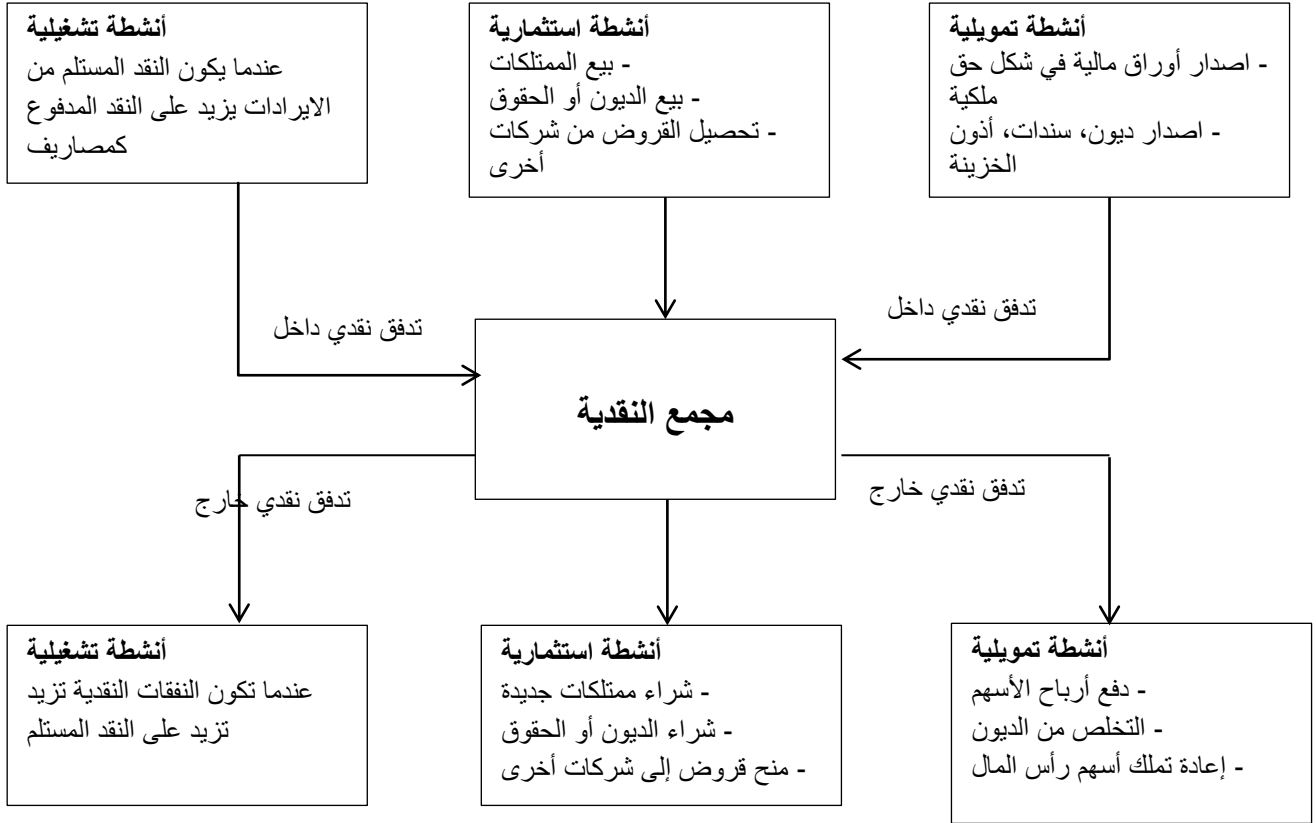 أنشطة تمويلية
- اصدار أوراق مالية في شكل حق
ملكية
- اصدار ديون، سندات، أذون
الخزينة
أنشطة استثمارية
- بيع الممتلكات
- بيع الديون أو الحقوق
- تحصيل القروض من شركات
أخرى
أنشطة تشغيلية
عندما يكون النقد المستلم من
الايرادات يزيد على النقد المدفوع
كمصاريف
تدفق نقدي داخل
تدفق نقدي داخل
مجمع النقدية
تدفق نقدي خارج
تدفق نقدي خارج
أنشطة تمويلية
- دفع أرباح الأسهم
- التخلص من الديون
- إعادة تملك أسهم رأس المال
أنشطة استثمارية
- شراء ممتلكات جديدة
- شراء الديون أو الحقوق
- منح قروض إلى شركات أخرى
أنشطة تشغيلية
عندما تكون النفقات النقدية تزيد
تزيد على النقد المستلم